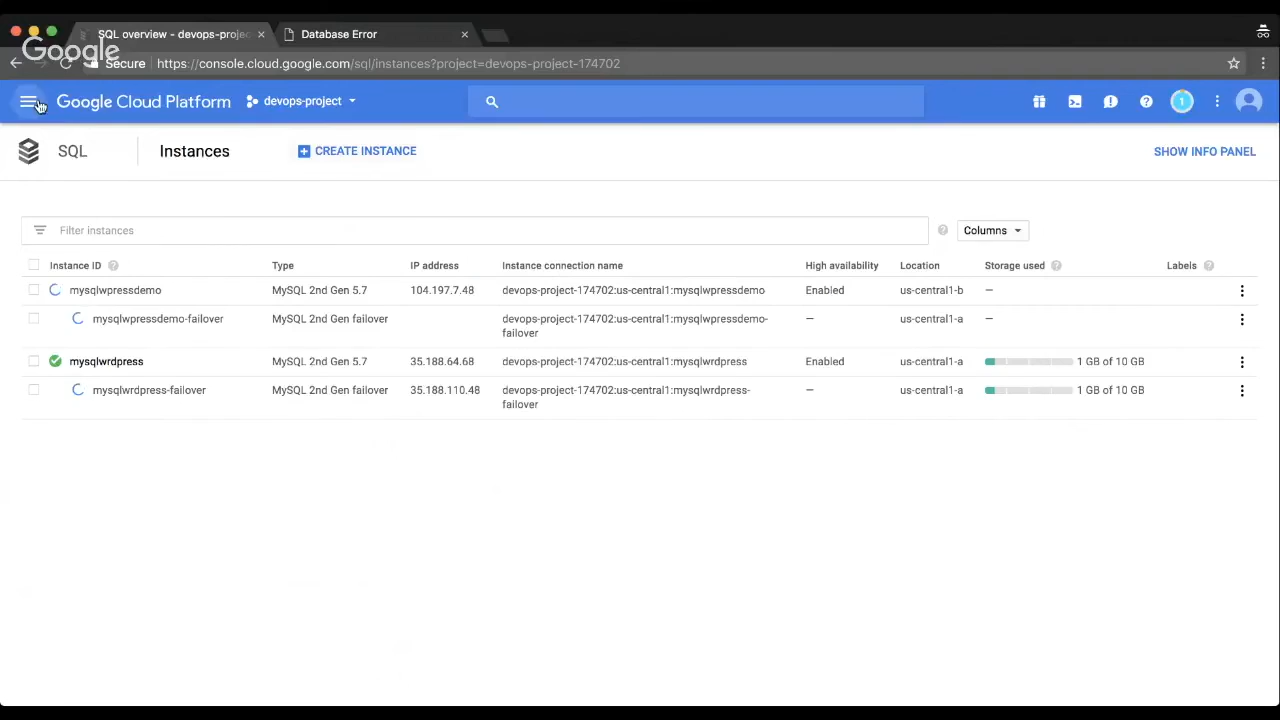 SQL overview - devops-projec
Database Error
Google
Secure https://console.cloud.google.com/sql/instances?project=devops-project-174702
Google Cloud Platform devops-project 1
SQL Instances CREATE INSTANCE SHOW INFO PANEL
Filter instances Columns
Instance ID Type IP address Instance connection name High availability Location Storage used Labels
mysqlwpressdemo MySQL 2nd Gen 5.7 104.197.7.48 devops-project-174702:us-central1:mysqlwpressdemo Enabled us-central1-b —
mysqlwpressdemo-failover MySQL 2nd Gen failover devops-project-174702:us-central1:mysqlwpressdemo- — us-central1-a —
failover
mysqlwrdpress MySQL 2nd Gen 5.7 35.188.64.68 devops-project-174702:us-central1:mysqlwrdpress Enabled us-central1-a 1 GB of 10 GB
mysqlwrdpress-failover MySQL 2nd Gen failover 35.188.110.48 devops-project-174702:us-central1:mysqlwrdpress- — us-central1-a 1 GB of 10 GB
failover